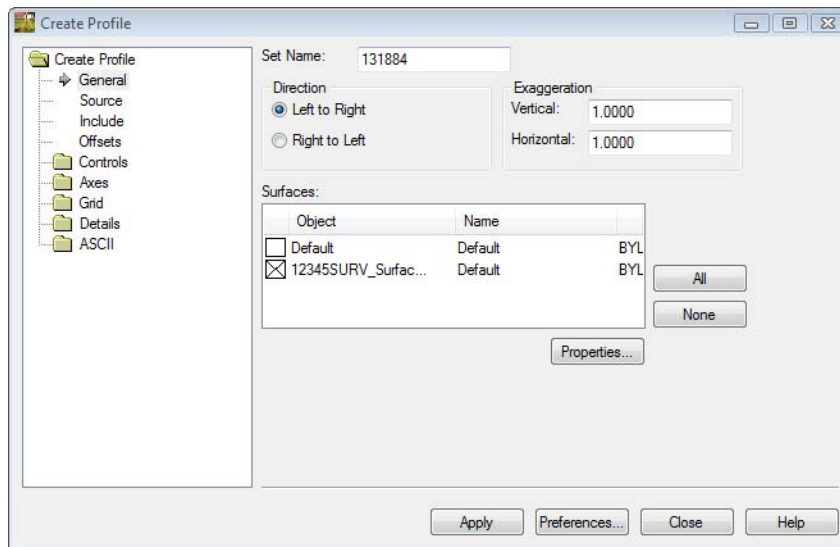 Create Profile
Create Profile
General
Source
Include
Offsets
Controls
Axes
Grid
Details
ASCII
Set Name: 131884
Direction
Left to Right
Right to Left
Exaggeration
Vertical: 1.0000
Horizontal: 1.0000
Surfaces:
Object Name
Default Default BYL
12345SURV_Surfac... Default BYL
All
None
Properties...
Apply Preferences... Close Help